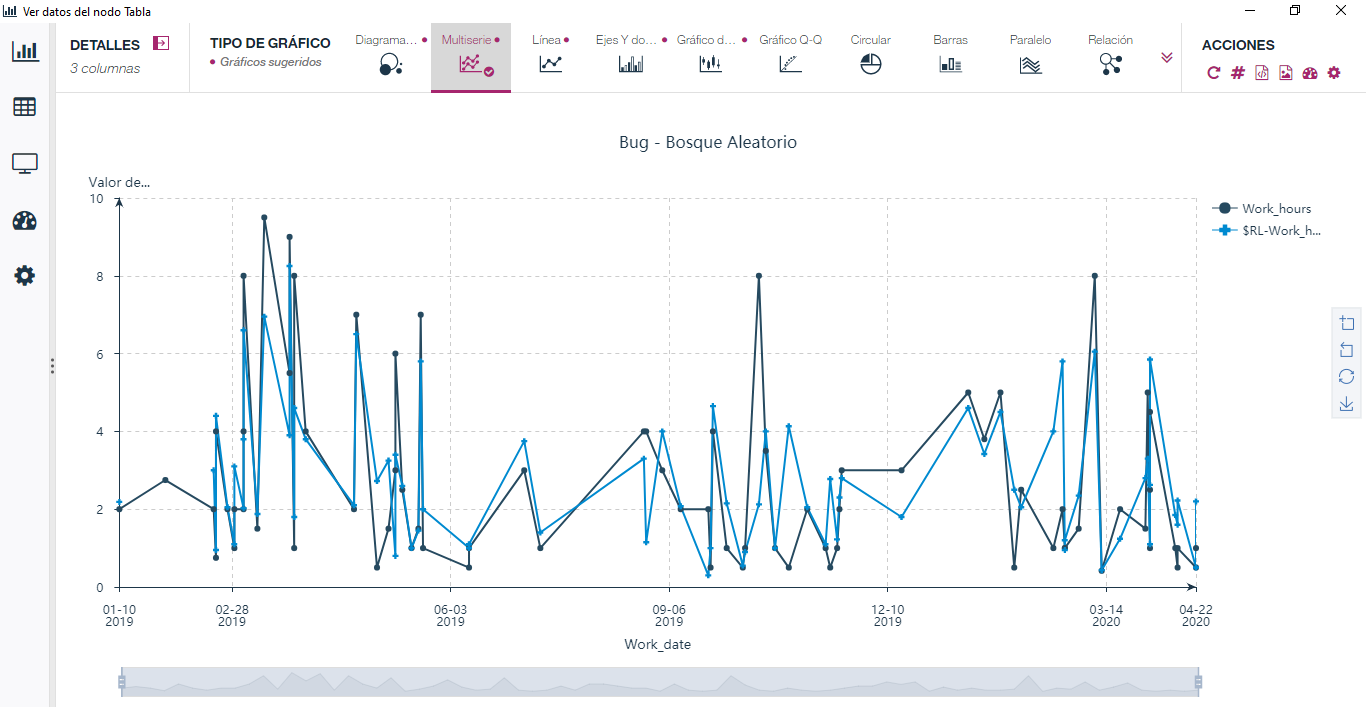 Ver datos del nodo Tabla
DETALLES
3 columnas
TIPO DE GRÁFICO
• Gráficos sugeridos
Diagrama... •
Multiserie •
Línea •
Ejes Y do... •
Gráfico d... •
Gráfico Q-Q
Circular
Barras
Paralelo
Relación
ACCIONES
Bug - Bosque Aleatorio
Valor de...
10
8
6
4
2
0
01-10
2019
02-28
2019
06-03
2019
09-06
2019
12-10
2019
03-14
2020
04-22
2020
Work_date
Work_hours
$RL-Work_h...